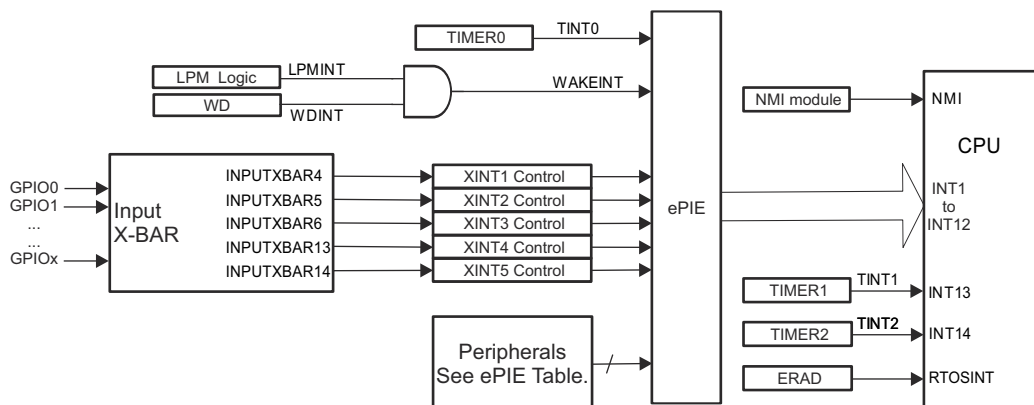 TIMER0
TINT0
LPM Logic
LPMINT
WD
WDINT
WAKEINT
NMI module
NMI
CPU
GPIO0
GPIO1
...
...
GPIOx
Input
X-BAR
INPUTXBAR4
INPUTXBAR5
INPUTXBAR6
INPUTXBAR13
INPUTXBAR14
XINT1 Control
XINT2 Control
XINT3 Control
XINT4 Control
XINT5 Control
ePIE
INT1
to
INT12
TIMER1
TINT1
INT13
TIMER2
TINT2
INT14
ERAD
RTOSINT
Peripherals
See ePIE Table.